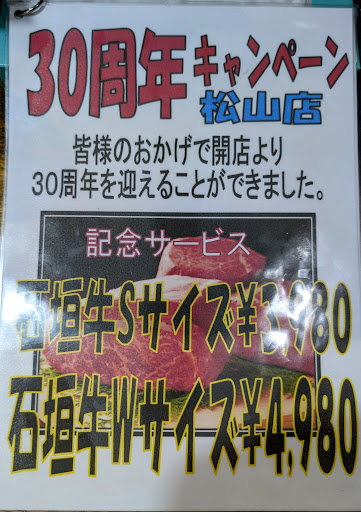 30周年キャンペーン
松山店
皆様のおかげで開店より
30周年を迎えることができました。
記念サービス
石垣牛Sサイズ¥3,980
石垣牛Wサイズ¥4,980